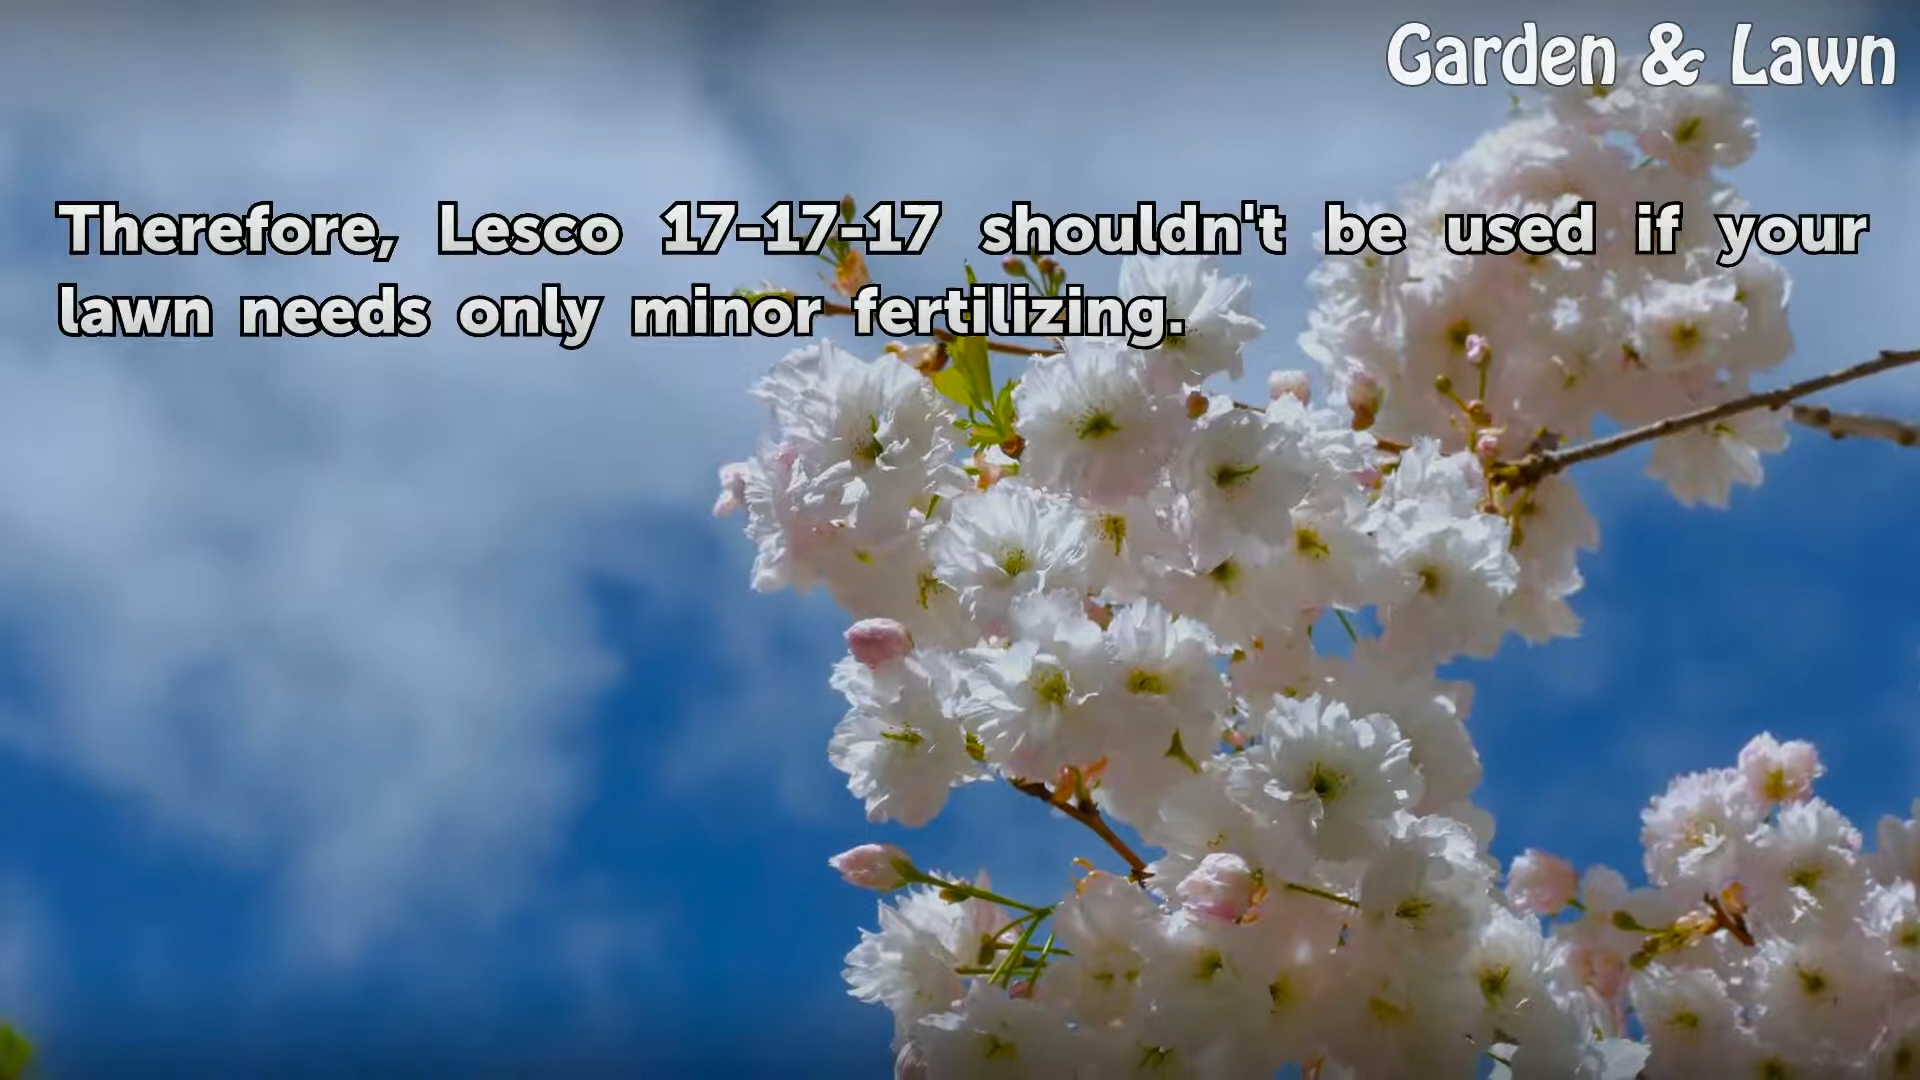 Garden & Lawn
Therefore, Lesco 17-17-17 shouldn't be used if your
lawn needs only minor fertilizing.